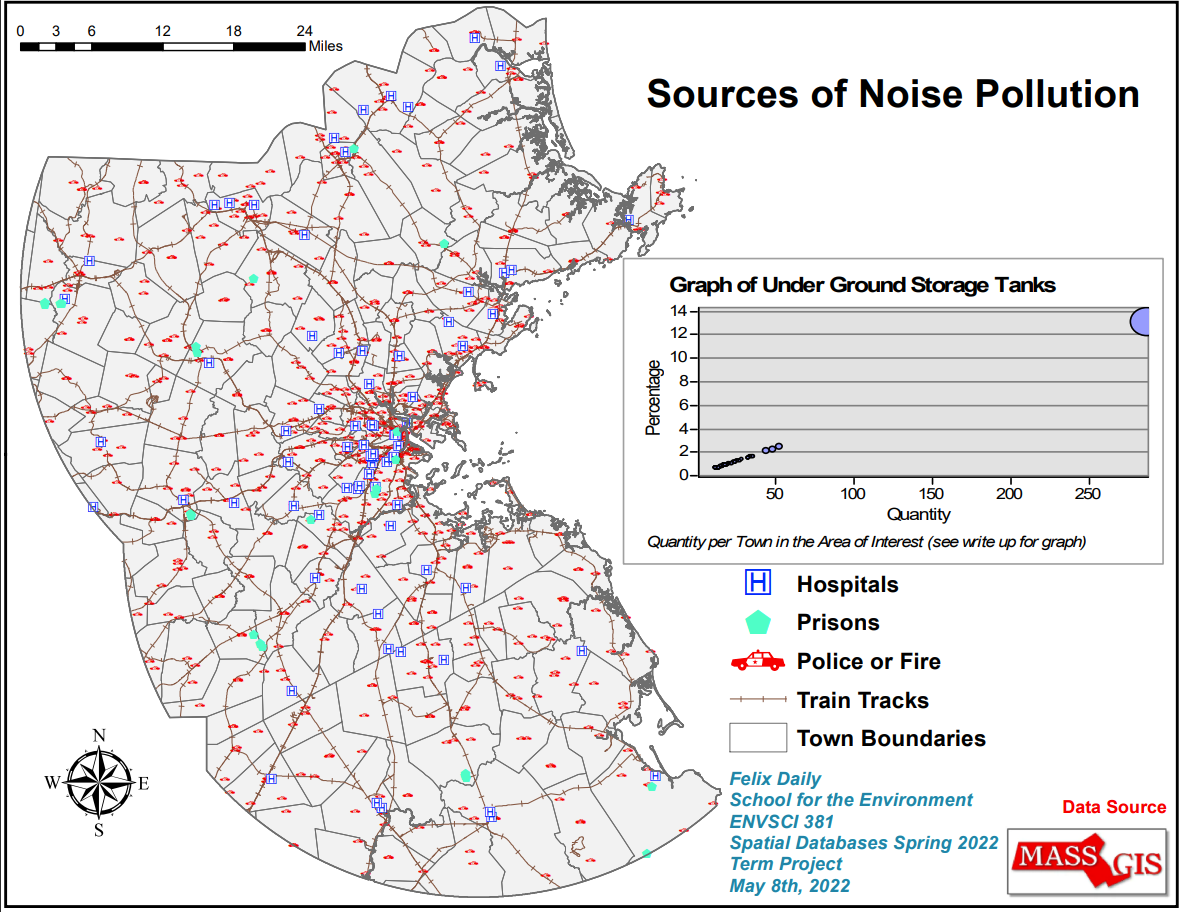 0 3 6 12 18 24
Miles
Sources of Noise Pollution
Graph of Under Ground Storage Tanks
14
12
10
8
6
4
2
0
Percentage
50 100 150 200 250
Quantity
Quantity per Town in the Area of Interest (see write up for graph)
H Hospitals
Prisons
Police or Fire
Train Tracks
Town Boundaries
N
W E
S
Felix Daily
School for the Environment
ENVSCI 381
Spatial Databases Spring 2022
Term Project
May 8th, 2022
Data Source
MASS GIS